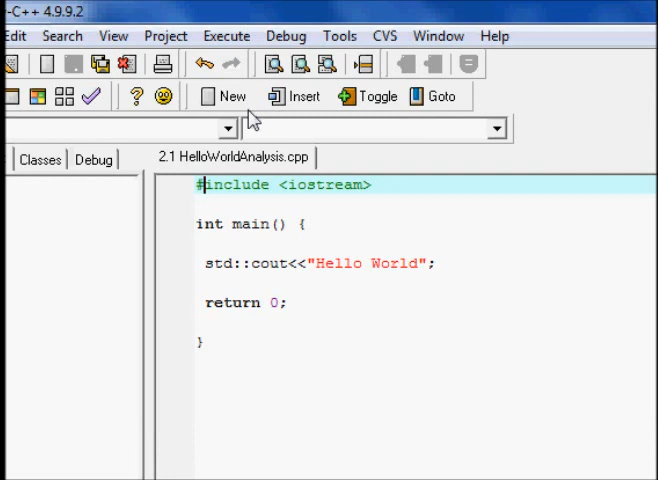 -C++ 4.9.9.2
Edit Search View Project Execute Debug Tools CVS Window Help
New Insert Toggle Goto
Classes Debug 2.1 HelloWorldAnalysis.cpp
#include <iostream>
int main() {
std::cout<<"Hello World";
return 0;
}